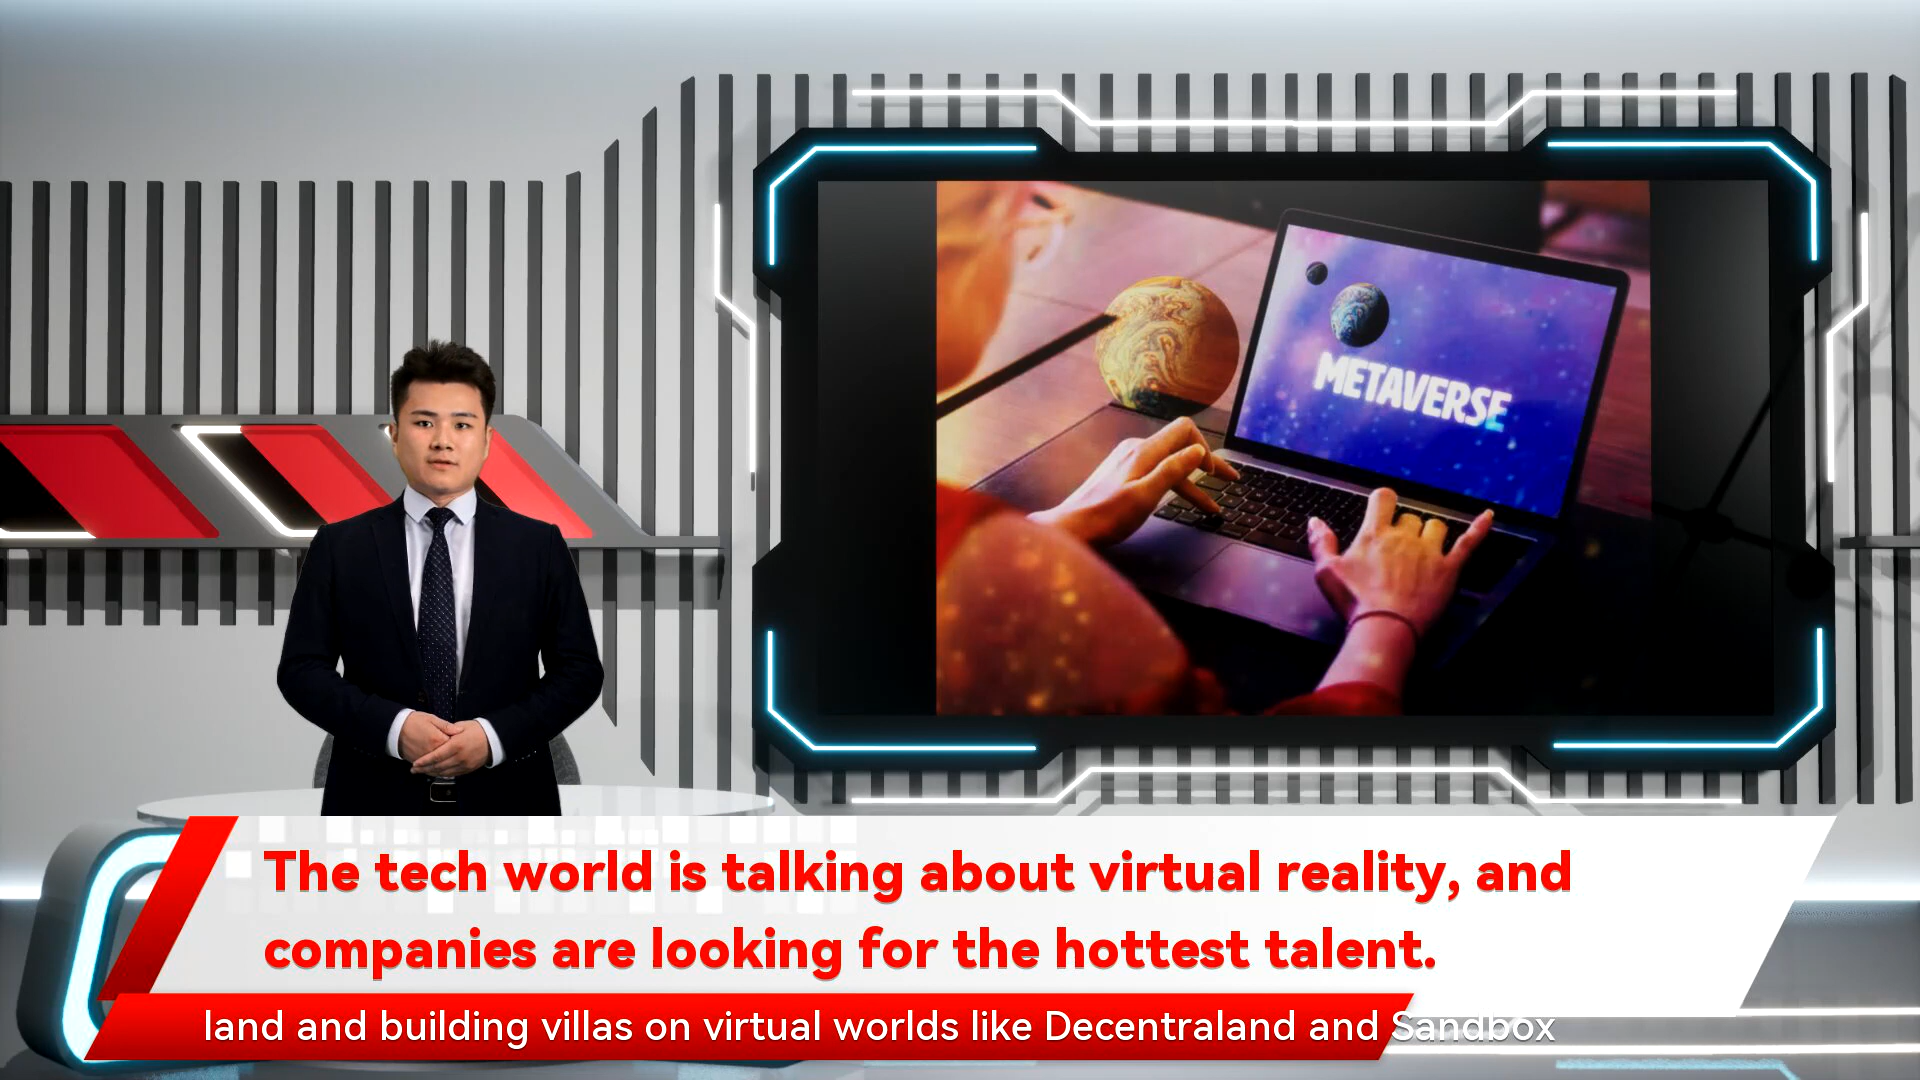 METAVERSE
The tech world is talking about virtual reality, and
companies are looking for the hottest talent.
land and building villas on virtual worlds like Decentraland and Sandbox